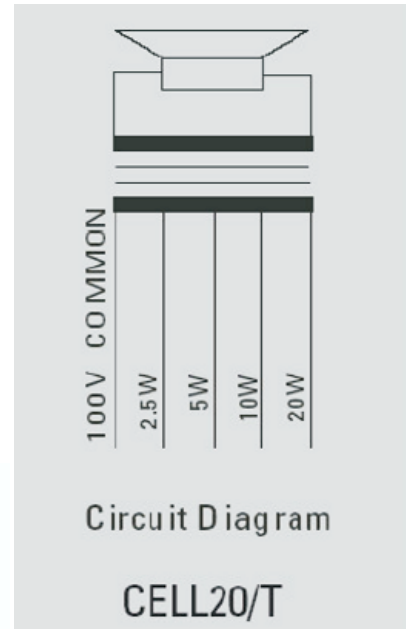 100V COMMON
2.5W
5W
10W
20W
Circuit Diagram
CELL20/T